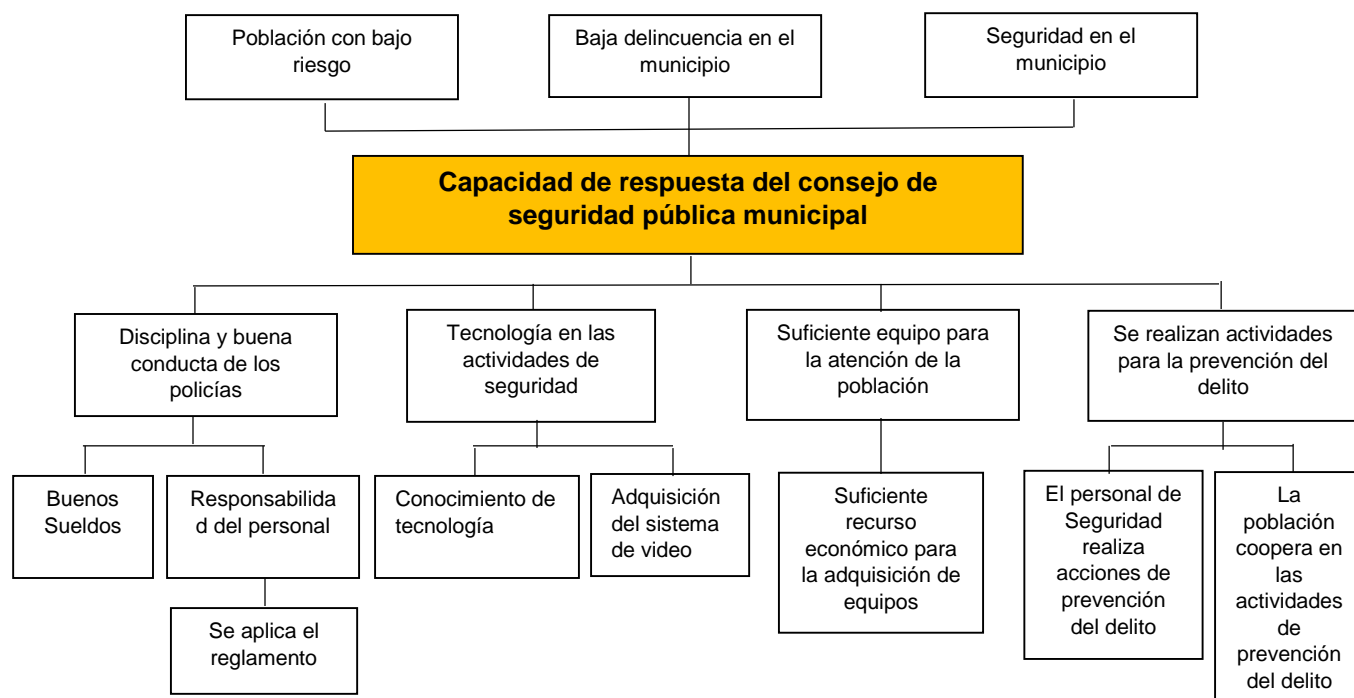 Población con bajo
riesgo
Baja delincuencia en el
municipio
Seguridad en el
municipio
Capacidad de respuesta del consejo de
seguridad pública municipal
Disciplina y buena
conducta de los
policías
Tecnología en las
actividades de
seguridad
Suficiente equipo para
la atención de la
población
Se realizan actividades
para la prevención del
delito
Buenos
Sueldos
Responsabilida
d del personal
Conocimiento de
tecnología
Adquisición
del sistema
de video
Suficiente
recurso
económico para
la adquisición de
equipos
El personal de
Seguridad
realiza
acciones de
prevención
del delito
La
población
coopera en
las
actividades
de
prevención
del delito
Se aplica el
reglamento